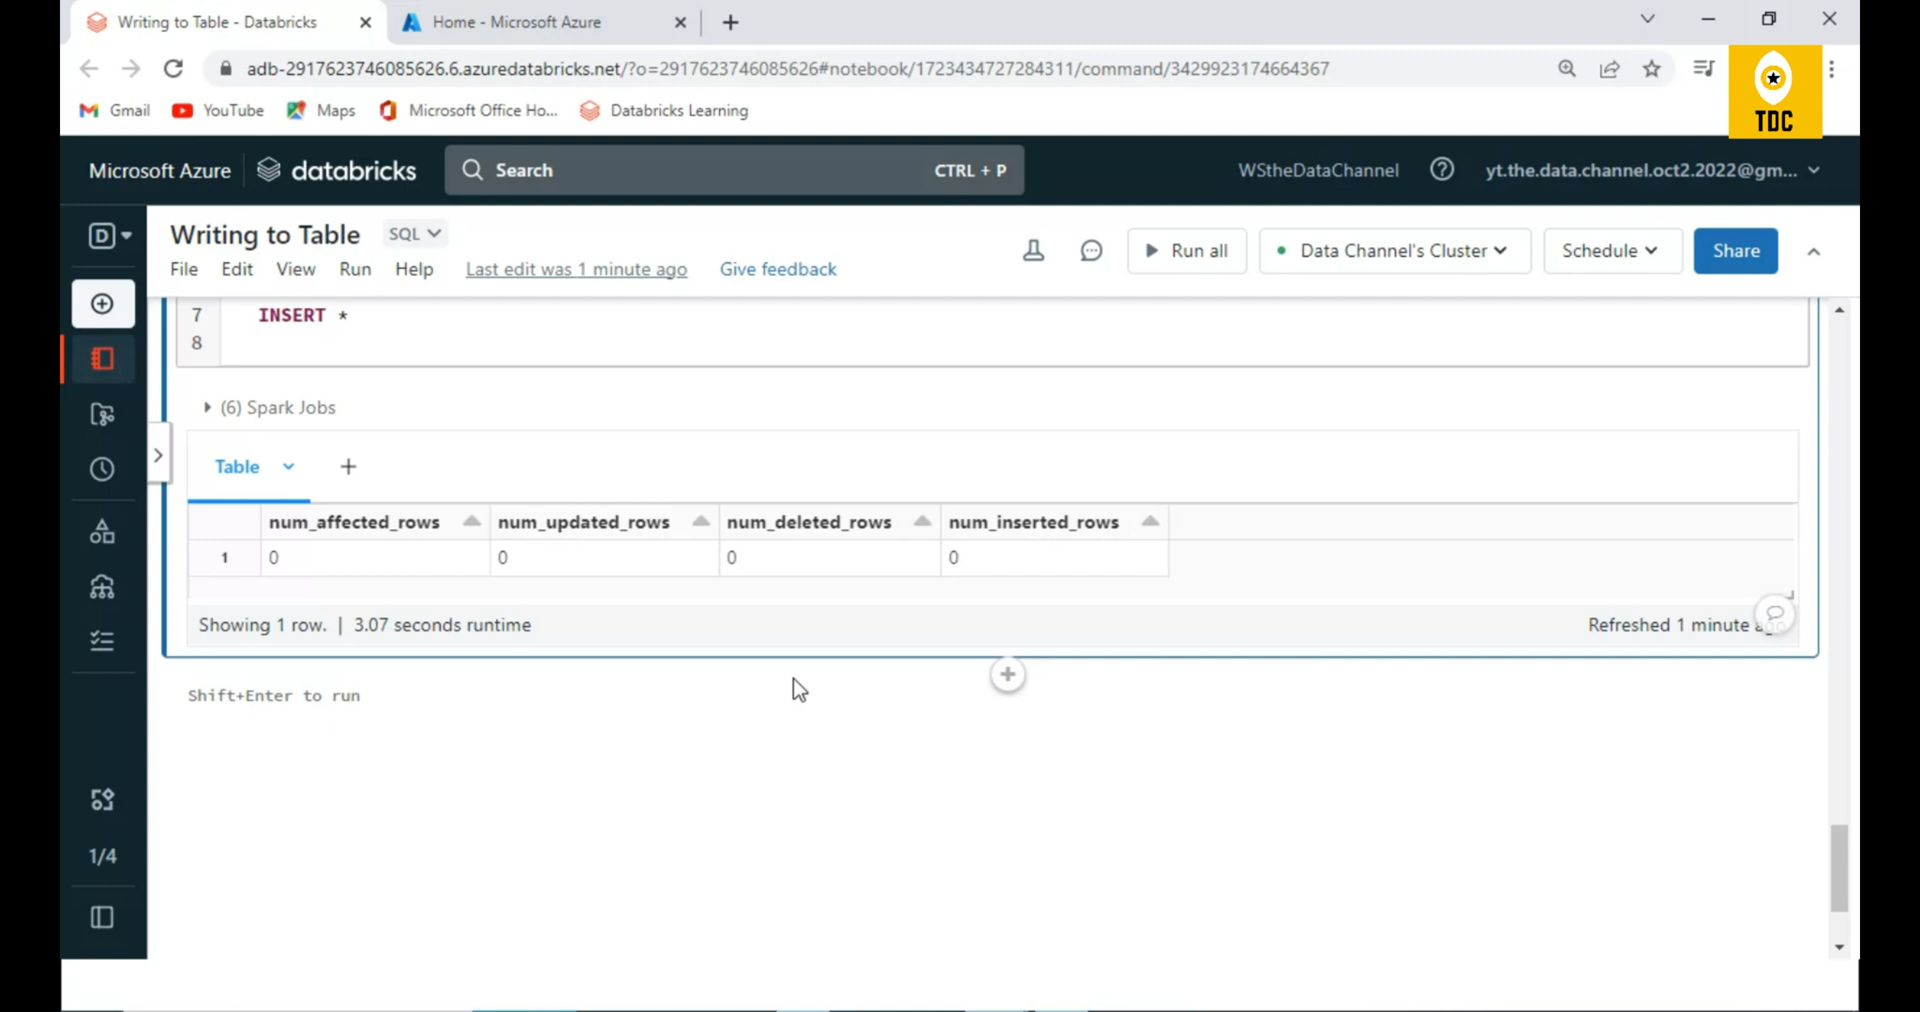 Writing to Table - Databricks
Home - Microsoft Azure
adb-2917623746085626.6.azuredatabricks.net/?o=2917623746085626#notebook/1723434727284311/command/3429923174664367
TDC
Gmail YouTube Maps Microsoft Office Ho... Databricks Learning
Microsoft Azure databricks Search CTRL + P WStheDataChannel yt.the.data.channel.oct2.2022@gm...
Writing to Table SQL
File Edit View Run Help Last edit was 1 minute ago Give feedback
Run all Data Channel's Cluster Schedule Share
7 INSERT *
8
(6) Spark Jobs
Table +
num_affected_rows num_updated_rows num_deleted_rows num_inserted_rows
1 0 0 0 0
Showing 1 row. | 3.07 seconds runtime
Refreshed 1 minute ago
Shift+Enter to run
1/4